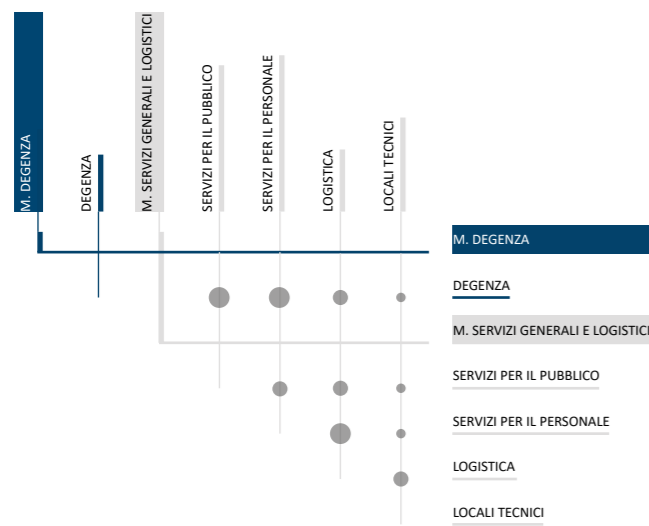 M. DEGENZA
DEGENZA
M. SERVIZI GENERALI E LOGISTICI
SERVIZI PER IL PUBBLICO
SERVIZI PER IL PERSONALE
LOGISTICA
LOCALI TECNICI
M. DEGENZA
DEGENZA
M. SERVIZI GENERALI E LOGISTICI
SERVIZI PER IL PUBBLICO
SERVIZI PER IL PERSONALE
LOGISTICA
LOCALI TECNICI